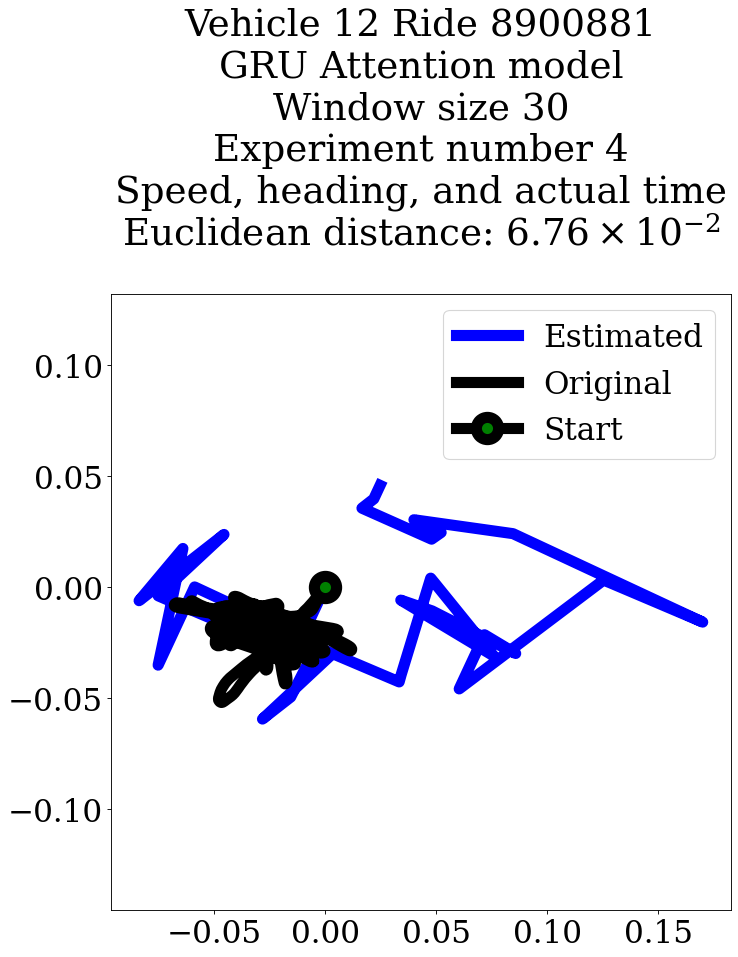 Vehicle 12 Ride 8900881
GRU Attention model
Window size 30
Experiment number 4
Speed, heading, and actual time
Euclidean distance: 6.76 × 10⁻²
Estimated
Original
Start
0.10
0.05
0.00
−0.05
−0.10
−0.05 0.00 0.05 0.10 0.15